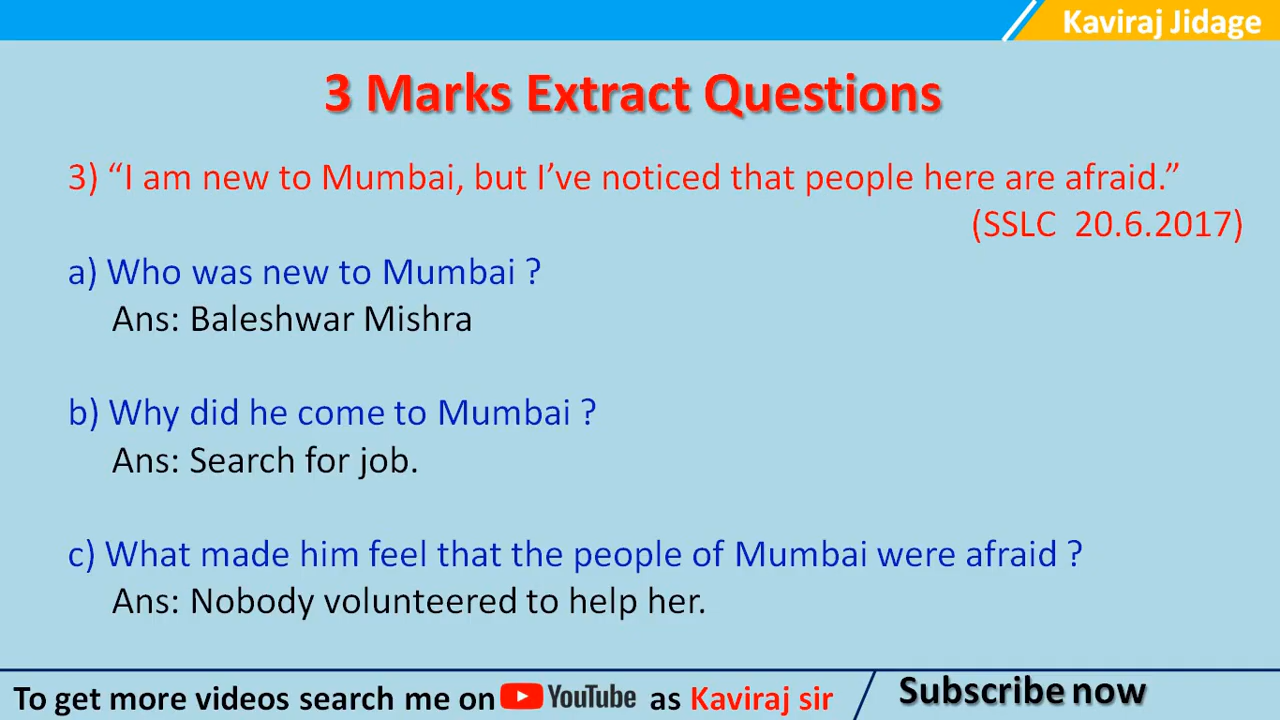 Kaviraj Jidage
3 Marks Extract Questions
3) “I am new to Mumbai, but I’ve noticed that people here are afraid.”
(SSLC 20.6.2017)
a) Who was new to Mumbai ?
Ans: Baleshwar Mishra
b) Why did he come to Mumbai ?
Ans: Search for job.
c) What made him feel that the people of Mumbai were afraid ?
Ans: Nobody volunteered to help her.
To get more videos search me on YouTube as Kaviraj sir
Subscribe now